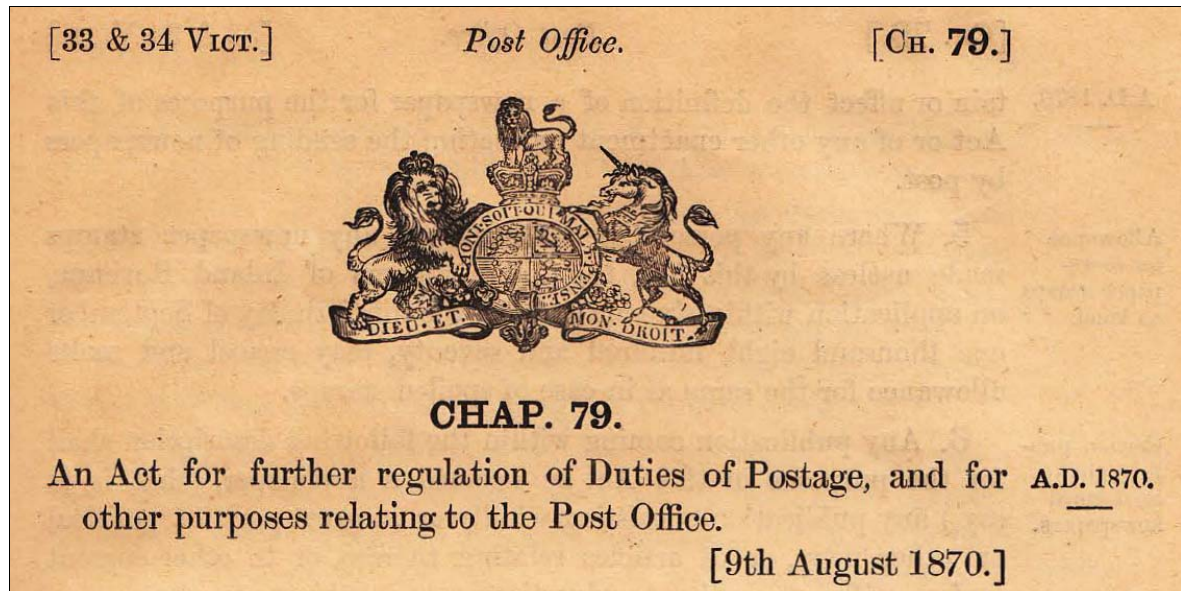 [33 & 34 VICT.] Post Office. [CH. 79.]
DIEU · ET · MON · DROIT ·
CHAP. 79.
An Act for further regulation of Duties of Postage, and for A.D. 1870.
other purposes relating to the Post Office.
[9th August 1870.]